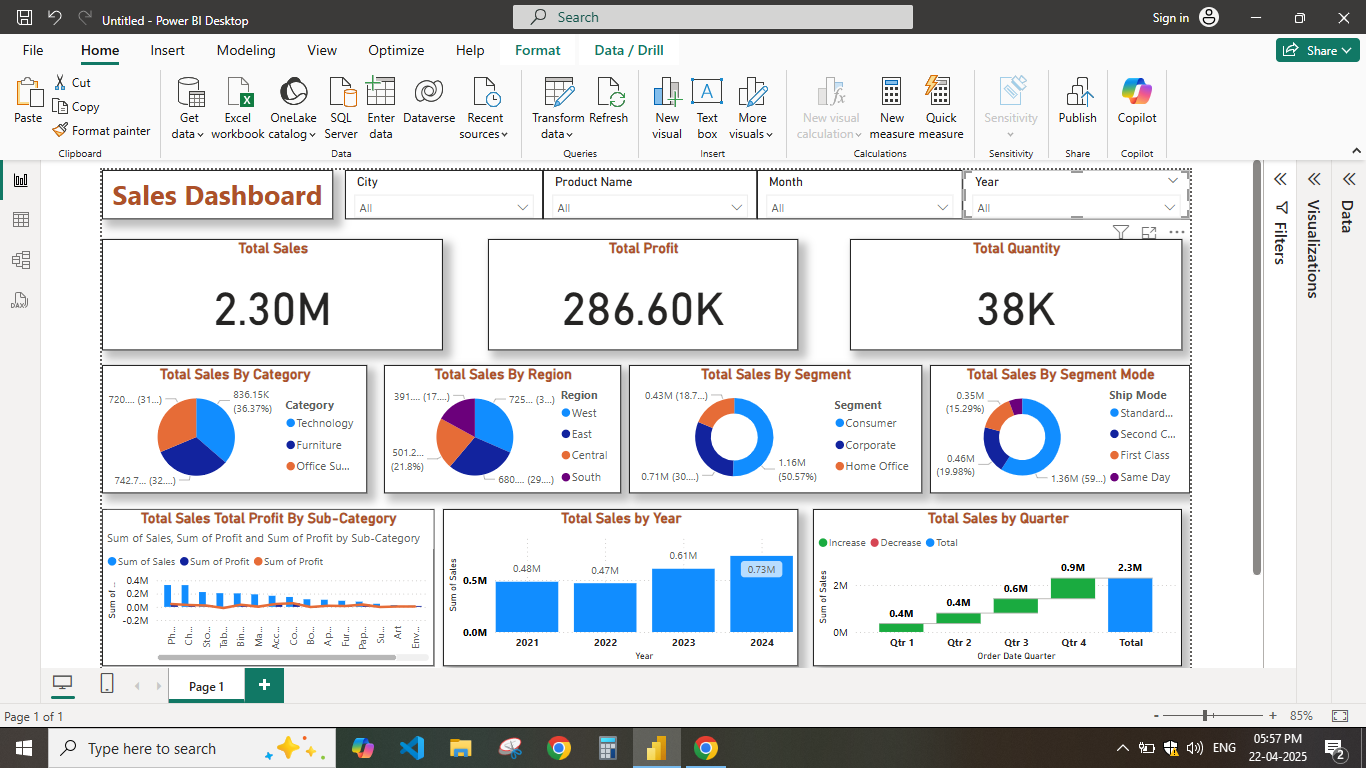 Untitled - Power BI Desktop
Search
Sign in
File Home Insert Modeling View Optimize Help Format Data / Drill
Share
Paste
Cut
Copy
Format painter
Clipboard
Get data
Excel workbook
OneLake catalog
SQL Server
Enter data
Dataverse
Recent sources
Data
Transform data
Refresh
Queries
New visual
Text box
More visuals
Insert
New visual calculation
New measure
Quick measure
Calculations
Sensitivity
Sensitivity
Publish
Share
Copilot
Copilot
DAX
Sales Dashboard
City
All
Product Name
All
Month
All
Year
All
Filters
Visualizations
Data
Total Sales
2.30M
Total Profit
286.60K
Total Quantity
38K
Total Sales By Category
720.... (31...)
836.15K
(36.37%)
742.7... (32....)
Category
Technology
Furniture
Office Su...
Total Sales By Region
391.... (17....)
725... (3...)
501.2...
(21.8%)
680.... (29....)
Region
West
East
Central
South
Total Sales By Segment
0.43M (18.7...)
0.71M (30....)
1.16M
(50.57%)
Segment
Consumer
Corporate
Home Office
Total Sales By Segment Mode
0.35M
(15.29%)
0.46M
(19.98%)
1.36M (59...)
Ship Mode
Standard...
Second C...
First Class
Same Day
Total Sales Total Profit By Sub-Category
Sum of Sales, Sum of Profit and Sum of Profit by Sub-Category
Sum of Sales Sum of Profit Sum of Profit
Sum of ...
0.4M
0.2M
0.0M
-0.2M
Ph... Ch... Sto... Tab... Bin... Ma... Acc... Co... Bo... Ap... Fur... Pap... Su... Art Env...
Total Sales by Year
Sum of Sales
0.5M
0.0M
0.48M 0.47M 0.61M 0.73M
2021 2022 2023 2024
Year
Total Sales by Quarter
Increase Decrease Total
Sum of Sales
2M
0M
0.4M 0.4M 0.6M 0.9M 2.3M
Qtr 1 Qtr 2 Qtr 3 Qtr 4 Total
Order Date Quarter
Page 1
Page 1 of 1
- + 85%
Type here to search
ENG
05:57 PM
22-04-2025
2